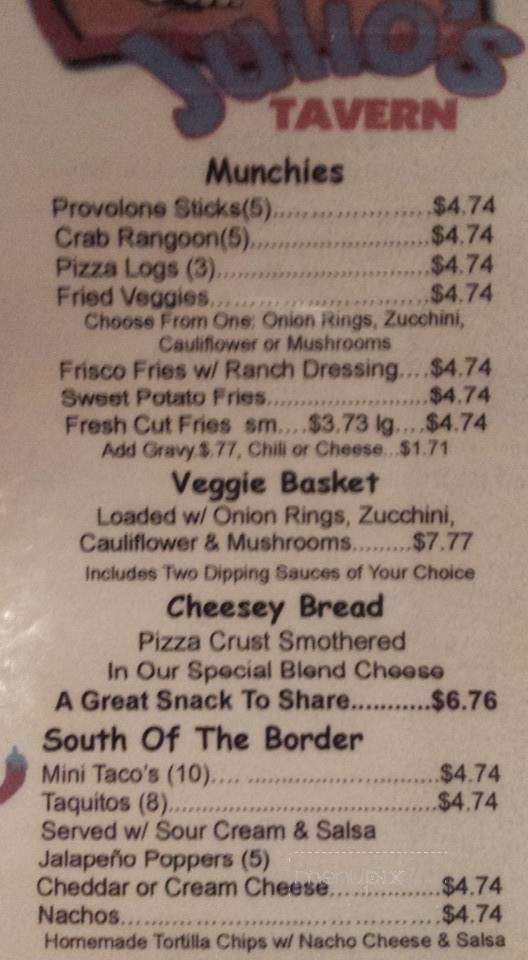 Julio's
TAVERN
Munchies
Provolone Sticks(5)......................$4.74
Crab Rangoon(5)..........................$4.74
Pizza Logs (3)..............................$4.74
Fried Veggies...............................$4.74
Choose From One: Onion Rings, Zucchini,
Cauliflower or Mushrooms
Frisco Fries w/ Ranch Dressing....$4.74
Sweet Potato Fries.......................$4.74
Fresh Cut Fries sm....$3.73 lg....$4.74
Add Gravy.$.77, Chili or Cheese...$1.71
Veggie Basket
Loaded w/ Onion Rings, Zucchini,
Cauliflower & Mushrooms.........$7.77
Includes Two Dipping Sauces of Your Choice
Cheesey Bread
Pizza Crust Smothered
In Our Special Blend Cheese
A Great Snack To Share...........$6.76
South Of The Border
Mini Taco's (10).... ..........................$4.74
Taquitos (8).....................................$4.74
Served w/ Sour Cream & Salsa
Jalapeño Poppers (5)
Cheddar or Cream Cheese................$4.74
Nachos............................................$4.74
Homemade Tortilla Chips w/ Nacho Cheese & Salsa
menupix